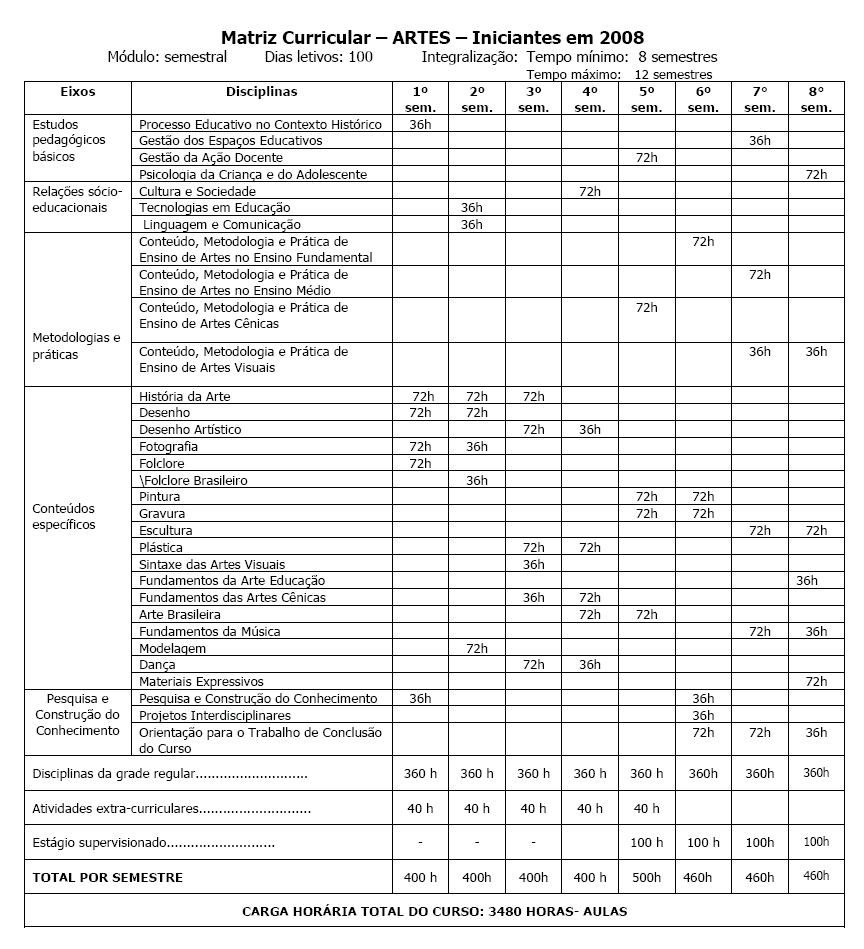 Matriz Curricular – ARTES – Iniciantes em 2008
Módulo: semestral Dias letivos: 100 Integralização: Tempo mínimo: 8 semestres
Tempo máximo: 12 semestres
Eixos Disciplinas 1º sem. 2º sem. 3º sem. 4º sem. 5º sem. 6º sem. 7° sem. 8° sem.
Estudos pedagógicos básicos
Processo Educativo no Contexto Histórico 36h
Gestão dos Espaços Educativos 36h
Gestão da Ação Docente 72h
Psicologia da Criança e do Adolescente 72h
Relações sócio-educacionais
Cultura e Sociedade 72h
Tecnologias em Educação 36h
Linguagem e Comunicação 36h
Metodologias e práticas
Conteúdo, Metodologia e Prática de
Ensino de Artes no Ensino Fundamental 72h
Conteúdo, Metodologia e Prática de
Ensino de Artes no Ensino Médio 72h
Conteúdo, Metodologia e Prática de
Ensino de Artes Cênicas 72h
Conteúdo, Metodologia e Prática de
Ensino de Artes Visuais 36h 36h
Conteúdos específicos
História da Arte 72h 72h 72h
Desenho 72h 72h
Desenho Artístico 72h 36h
Fotografia 72h 36h
Folclore 72h
\Folclore Brasileiro 36h
Pintura 72h 72h
Gravura 72h 72h
Escultura 72h 72h
Plástica 72h 72h
Sintaxe das Artes Visuais 36h
Fundamentos da Arte Educação 36h
Fundamentos das Artes Cênicas 36h 72h
Arte Brasileira 72h 72h
Fundamentos da Música 72h 36h
Modelagem 72h
Dança 72h 36h
Materiais Expressivos 72h
Pesquisa e Construção do Conhecimento
Pesquisa e Construção do Conhecimento 36h 36h
Projetos Interdisciplinares 36h
Orientação para o Trabalho de Conclusão
do Curso 72h 72h 36h
Disciplinas da grade regular............................ 360 h 360 h 360 h 360 h 360 h 360h 360h 360h
Atividades extra-curriculares............................ 40 h 40 h 40 h 40 h 40 h
Estágio supervisionado........................... - - - 100 h 100 h 100h 100h
TOTAL POR SEMESTRE 400 h 400h 400h 400 h 500h 460h 460h 460h
CARGA HORÁRIA TOTAL DO CURSO: 3480 HORAS- AULAS